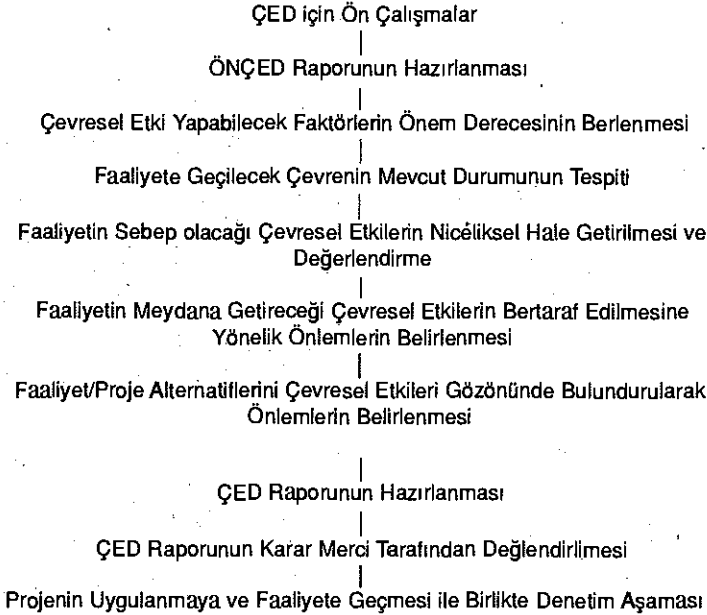 ÇED için Ön Çalışmalar
ÖNÇED Raporunun Hazırlanması
Çevresel Etki Yapabilecek Faktörlerin Önem Derecesinin Berlenmesi
Faaliyete Geçilecek Çevrenin Mevcut Durumunun Tespiti
Faaliyetin Sebep olacağı Çevresel Etkilerin Niceliksel Hale Getirilmesi ve
Değerlendirme
Faaliyetin Meydana Getireceği Çevresel Etkilerin Bertaraf Edilmesine
Yönelik Önlemlerin Belirlenmesi
Faaliyet/Proje Alternatiflerini Çevresel Etkileri Gözönünde Bulundurularak
Önlemlerin Belirlenmesi
ÇED Raporunun Hazırlanması
ÇED Raporunun Karar Merci Tarafından Değlendirlimesi
Projenin Uygulanmaya ve Faaliyete Geçmesi ile Birlikte Denetim Aşaması